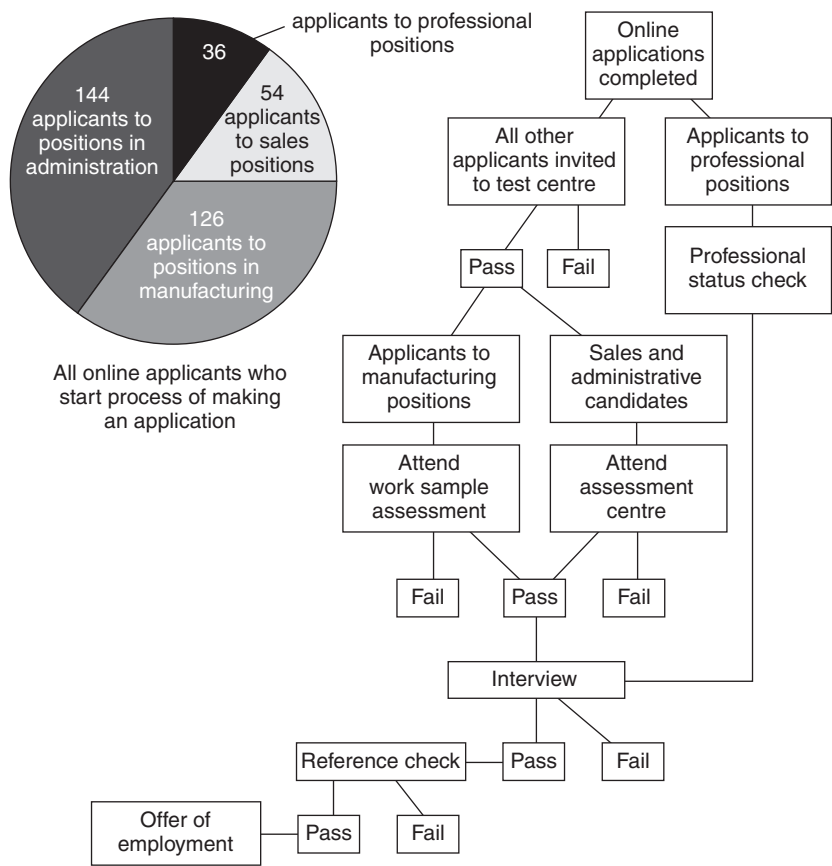 36
applicants to professional
positions
144
applicants to
positions in
administration
54
applicants
to sales
positions
126
applicants to
positions in
manufacturing
All online applicants who
start process of making
an application
Online
applications
completed
All other
applicants invited
to test centre
Applicants to
professional
positions
Pass
Fail
Professional
status check
Applicants to
manufacturing
positions
Sales and
administrative
candidates
Attend
work sample
assessment
Attend
assessment
centre
Fail
Pass
Fail
Interview
Reference check
Pass
Fail
Offer of
employment
Pass
Fail